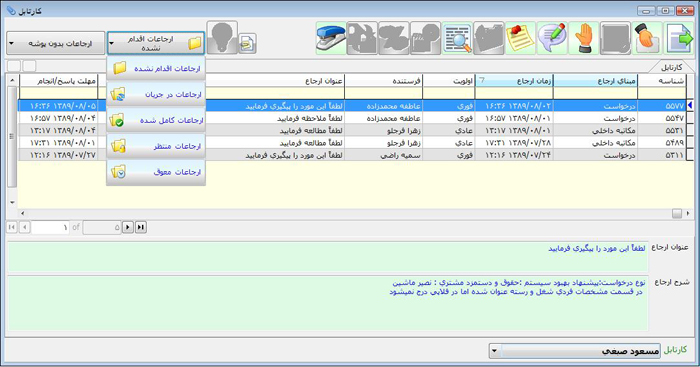 کارتابل
ارجاعات بدون پوشه
ارجاعات اقدام نشده
ارجاعات اقدام نشده
ارجاعات در جریان
ارجاعات کامل شده
ارجاعات منتظر
ارجاعات معوق
کارتابل
شناسه مبنای ارجاع زمان ارجاع اولویت فرستنده عنوان ارجاع مهلت پاسخ/انجام
۵۵۷۷ درخواست ۱۳۸۹/۰۸/۰۲ ۱۶:۳۶ فوری عاطفه محمدزاده لطفاً این مورد را پیگیری فرمایید ۱۳۸۹/۰۸/۰۵ ۱۶:۳۶
۵۵۴۷ درخواست ۱۳۸۹/۰۸/۰۱ ۱۶:۵۷ فوری عاطفه محمدزاده لطفاً ملاحظه فرمایید ۱۳۸۹/۰۸/۰۴ ۱۶:۵۷
۵۵۳۱ مکاتبه داخلی ۱۳۸۹/۰۸/۰۱ ۱۳:۱۷ عادی زهرا قرجلو لطفاً مطالعه فرمایید ۱۳۸۹/۰۸/۰۴ ۱۳:۱۷
۵۴۸۹ مکاتبه داخلی ۱۳۸۹/۰۷/۲۸ ۱۷:۳۱ عادی زهرا قرجلو لطفاً مطالعه فرمایید ۱۳۸۹/۰۸/۰۱ ۱۷:۳۱
۵۳۱۱ درخواست ۱۳۸۹/۰۷/۲۴ ۱۲:۱۶ فوری سمیه راضی لطفاً این مورد را پیگیری فرمایید ۱۳۸۹/۰۷/۲۷ ۱۲:۱۶
۱ of ۵
عنوان ارجاع لطفاً این مورد را پیگیری فرمایید
شرح ارجاع نوع درخواست:پیشنهاد بهبود سیستم :حقوق و دستمزد مشتری : نصیر ماشین
در قسمت مشخصات فردی شغل و رسته عنوان شده اما در قلابی درج نمیشود
کارتابل مسعود صبغی